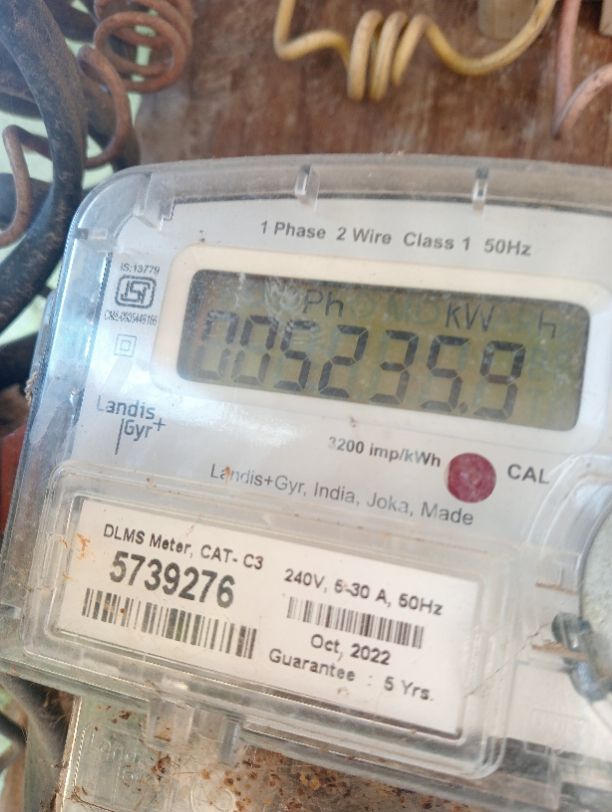 1 Phase 2 Wire Class 1 50Hz
IS:13779
ISI
Ph kW h
005235.9
Landis
Gyr+
3200 imp/kWh
CAL
Landis+Gyr, India, Joka, Made
DLMS Meter, CAT- C3
5739276
240V, 5-30 A, 50Hz
Oct, 2022
Guarantee : 5 Yrs.